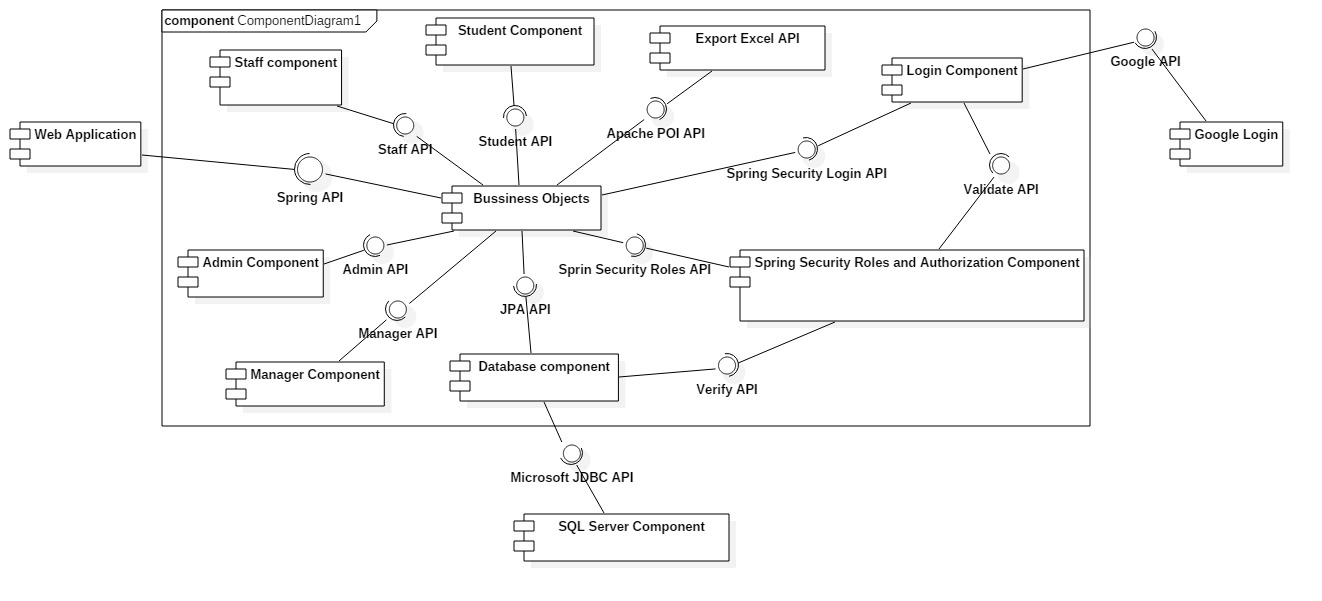 component ComponentDiagram1
Student Component
Export Excel API
Staff component
Login Component
Google API
Web Application
Staff API
Student API
Apache POI API
Google Login
Spring API
Spring Security Login API
Validate API
Bussiness Objects
Admin Component
Admin API
Sprin Security Roles API
Spring Security Roles and Authorization Component
JPA API
Manager API
Manager Component
Database component
Verify API
Microsoft JDBC API
SQL Server Component